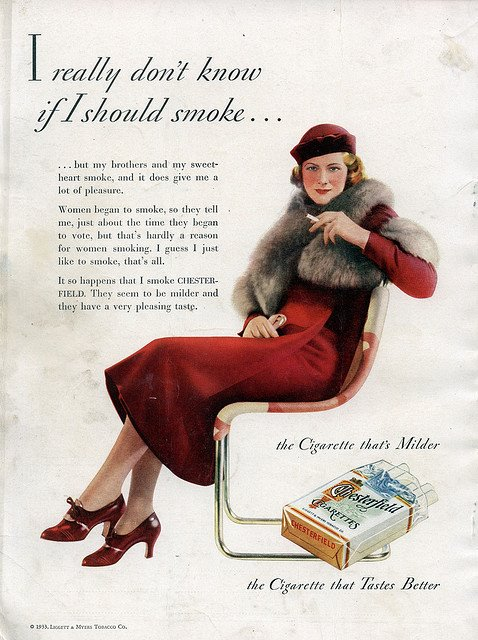 I really don't know
if I should smoke...
... but my brothers and my sweet-
heart smoke, and it does give me a
lot of pleasure.
Women began to smoke, so they tell
me, just about the time they began
to vote, but that's hardly a reason
for women smoking. I guess I just
like to smoke, that's all.
It so happens that I smoke CHESTER-
FIELD. They seem to be milder and
they have a very pleasing taste.
the Cigarette that's Milder
Chesterfield
CIGARETTES
CHESTERFIELD
the Cigarette that Tastes Better
© 1933, LIGGETT & MYERS TOBACCO CO.